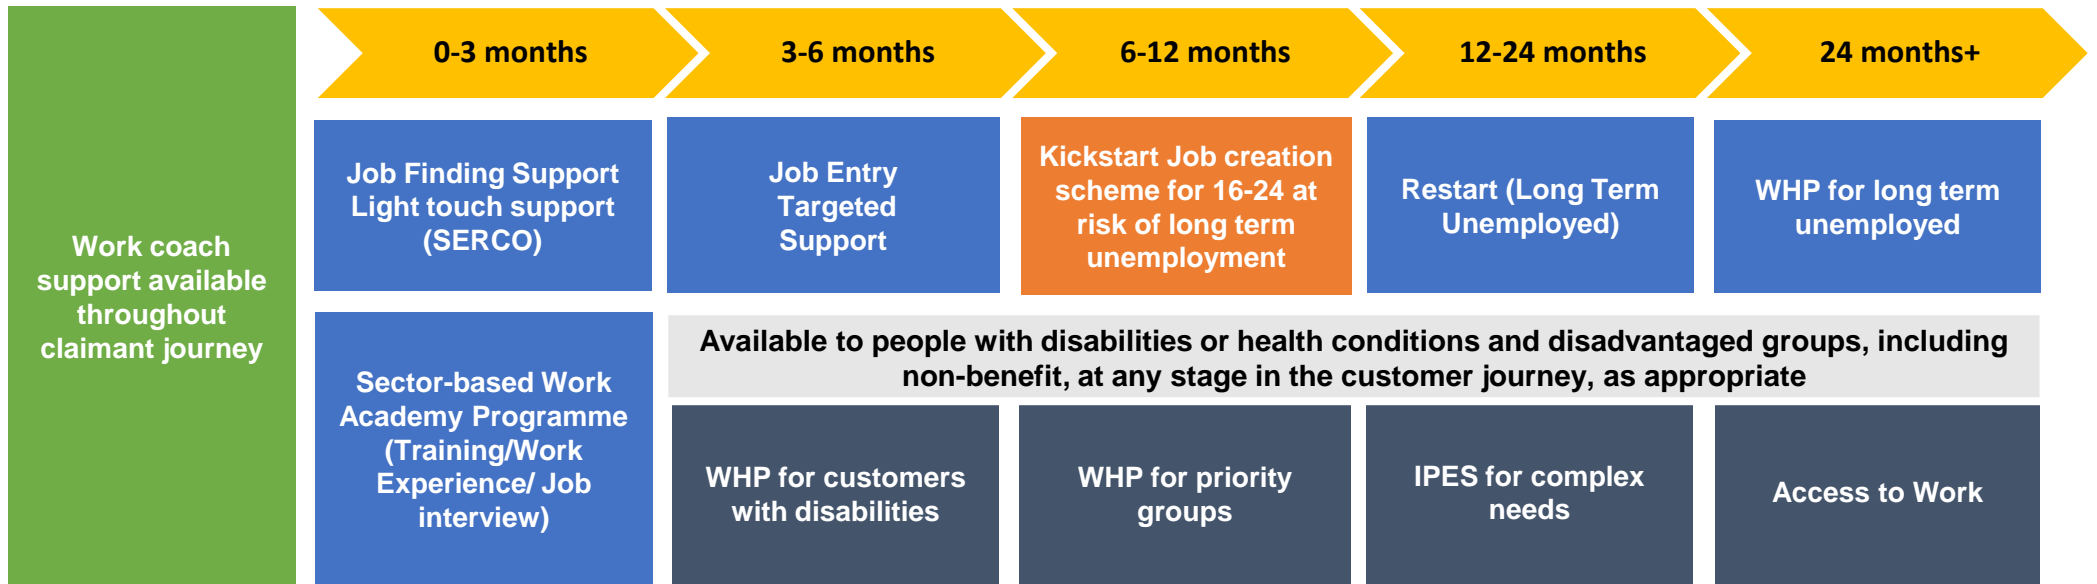 Work coach
support available
throughout
claimant journey
0-3 months
3-6 months
6-12 months
12-24 months
24 months+
Job Finding Support
Light touch support
(SERCO)
Job Entry
Targeted
Support
Kickstart Job creation
scheme for 16-24 at
risk of long term
unemployment
Restart (Long Term
Unemployed)
WHP for long term
unemployed
Sector-based Work
Academy Programme
(Training/Work
Experience/ Job
interview)
Available to people with disabilities or health conditions and disadvantaged groups, including
non-benefit, at any stage in the customer journey, as appropriate
WHP for customers
with disabilities
WHP for priority
groups
IPES for complex
needs
Access to Work